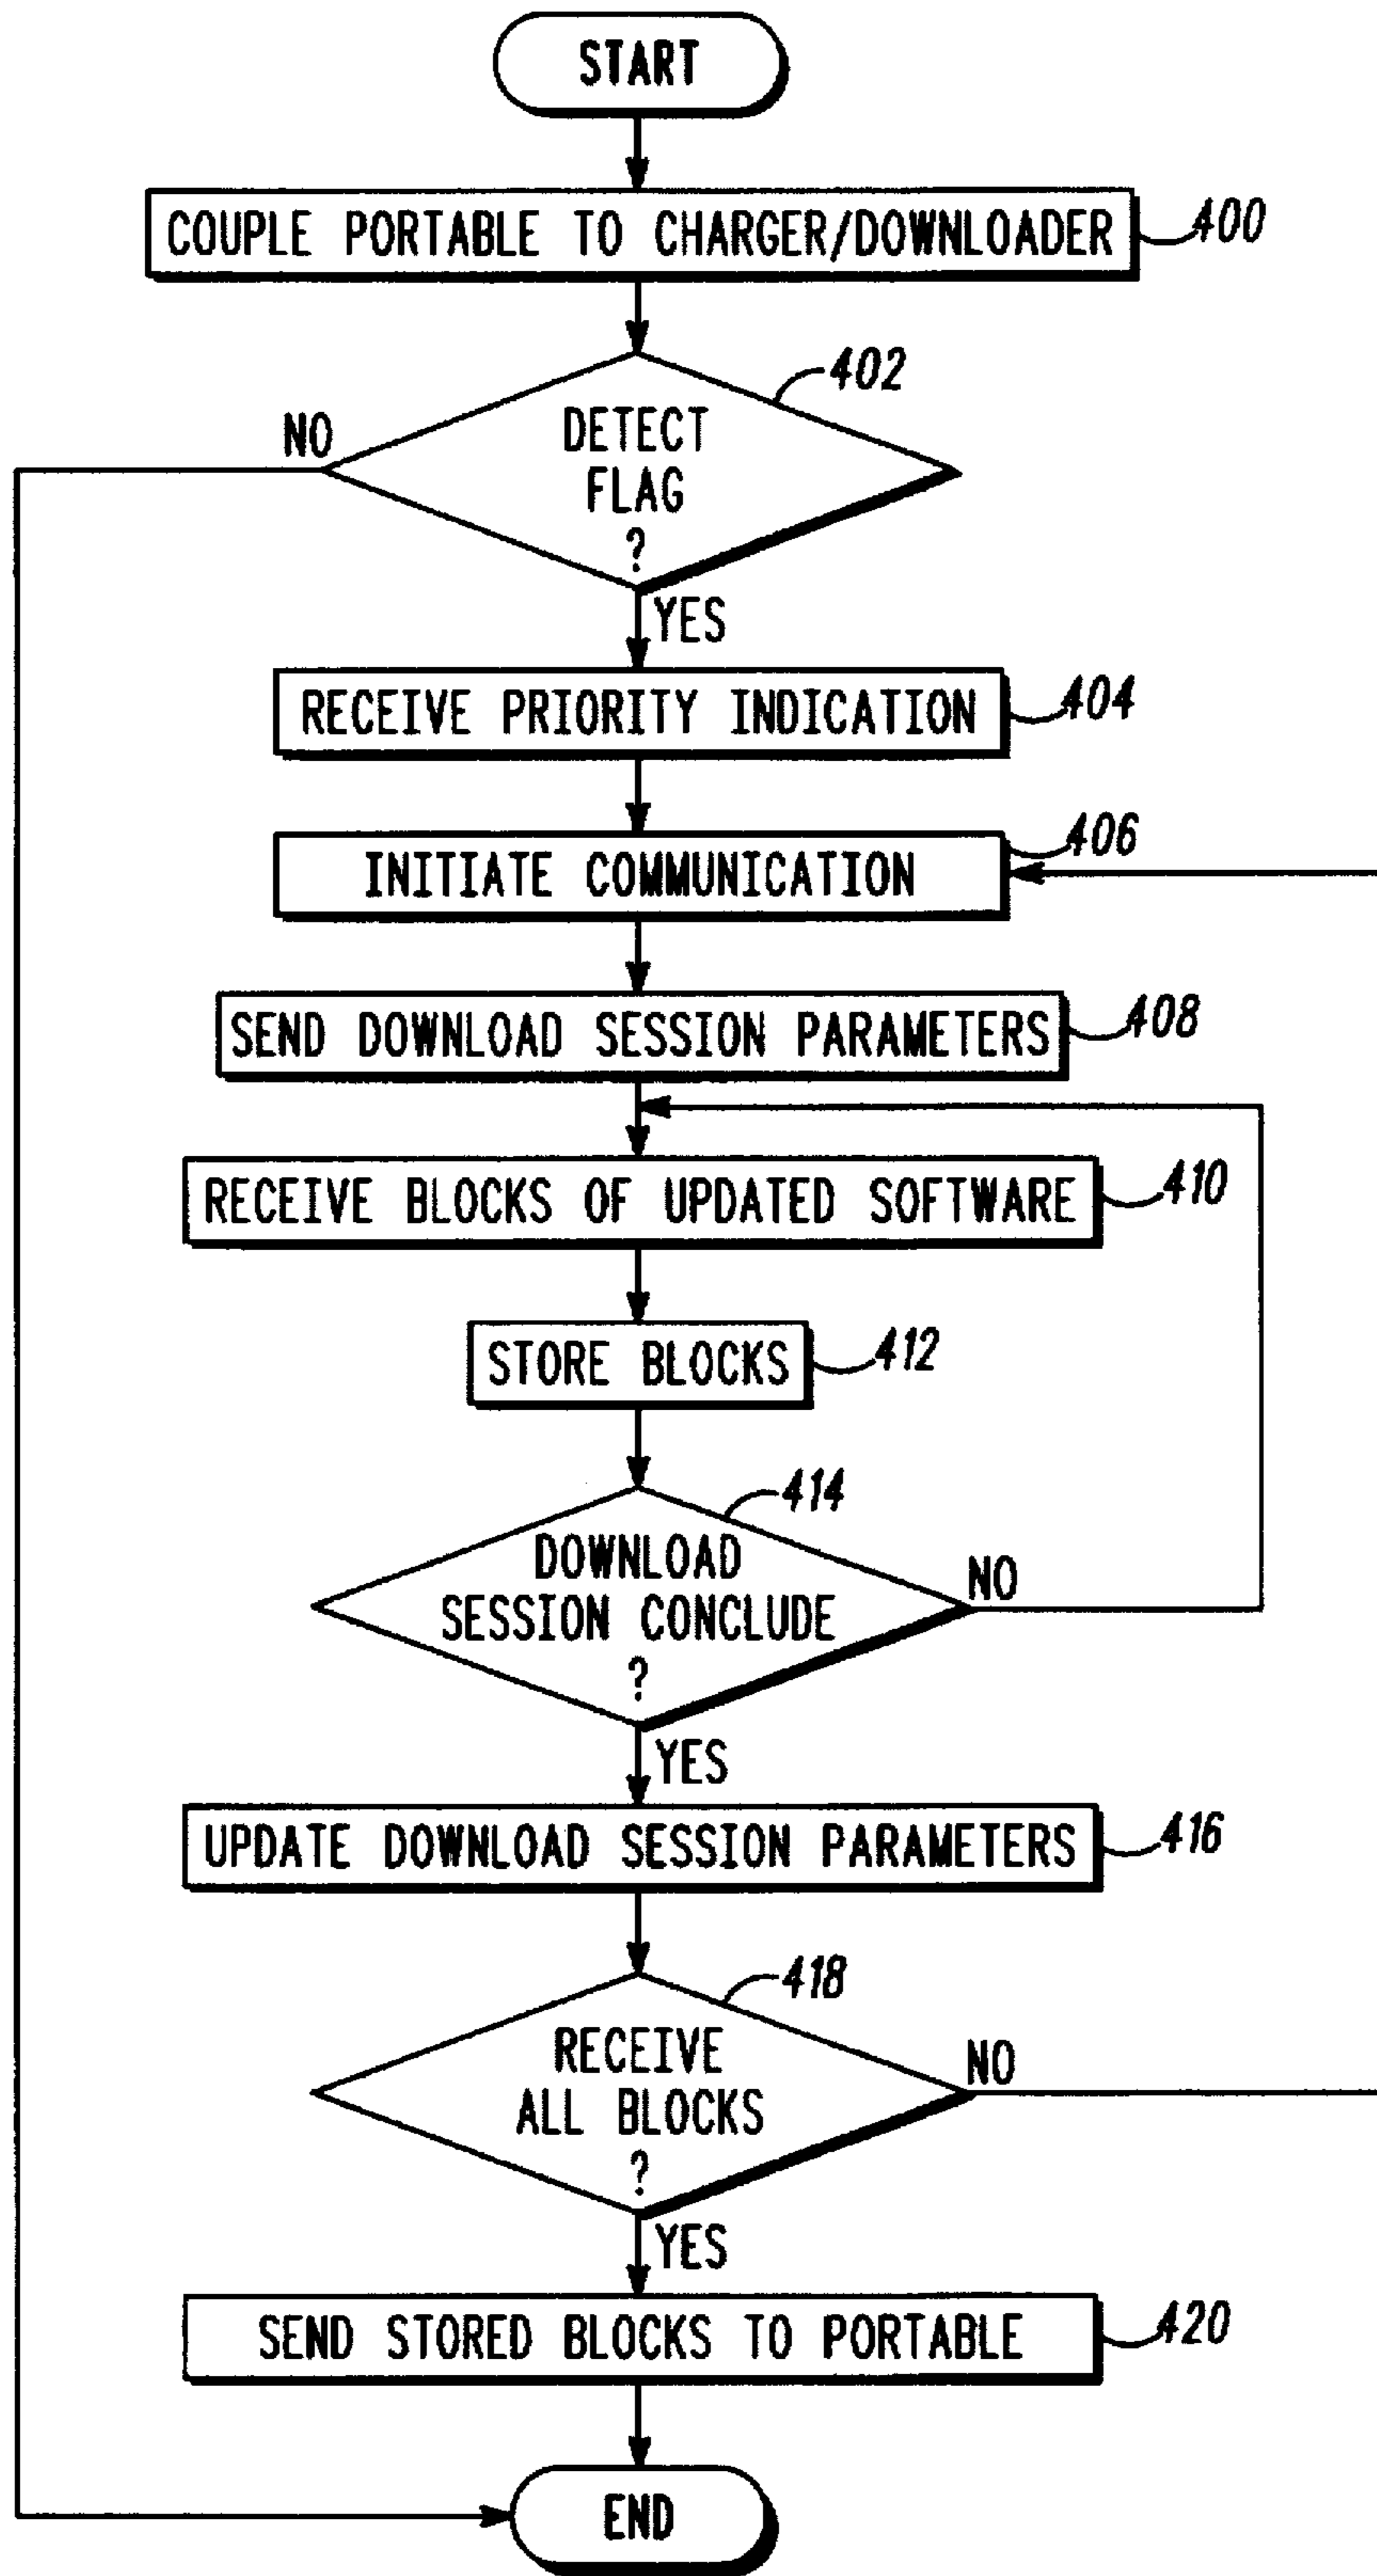 START
COUPLE PORTABLE TO CHARGER/DOWNLOADER
400
402
NO
DETECT
FLAG
?
YES
RECEIVE PRIORITY INDICATION
404
INITIATE COMMUNICATION
406
SEND DOWNLOAD SESSION PARAMETERS
408
RECEIVE BLOCKS OF UPDATED SOFTWARE
410
STORE BLOCKS
412
414
DOWNLOAD
SESSION CONCLUDE
?
NO
YES
UPDATE DOWNLOAD SESSION PARAMETERS
416
418
RECEIVE
ALL BLOCKS
?
NO
YES
SEND STORED BLOCKS TO PORTABLE
420
END